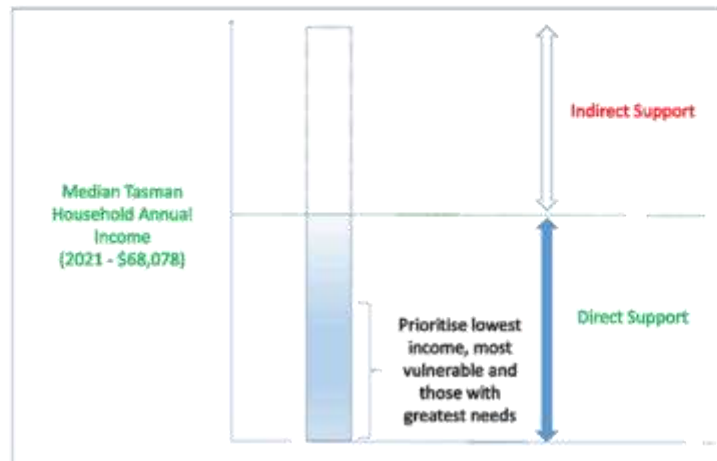 Indirect Support
Median Tasman
Household Annual
Income
(2021 - $68,078)
Prioritise lowest
income, most
vulnerable and
those with
greatest needs
Direct Support